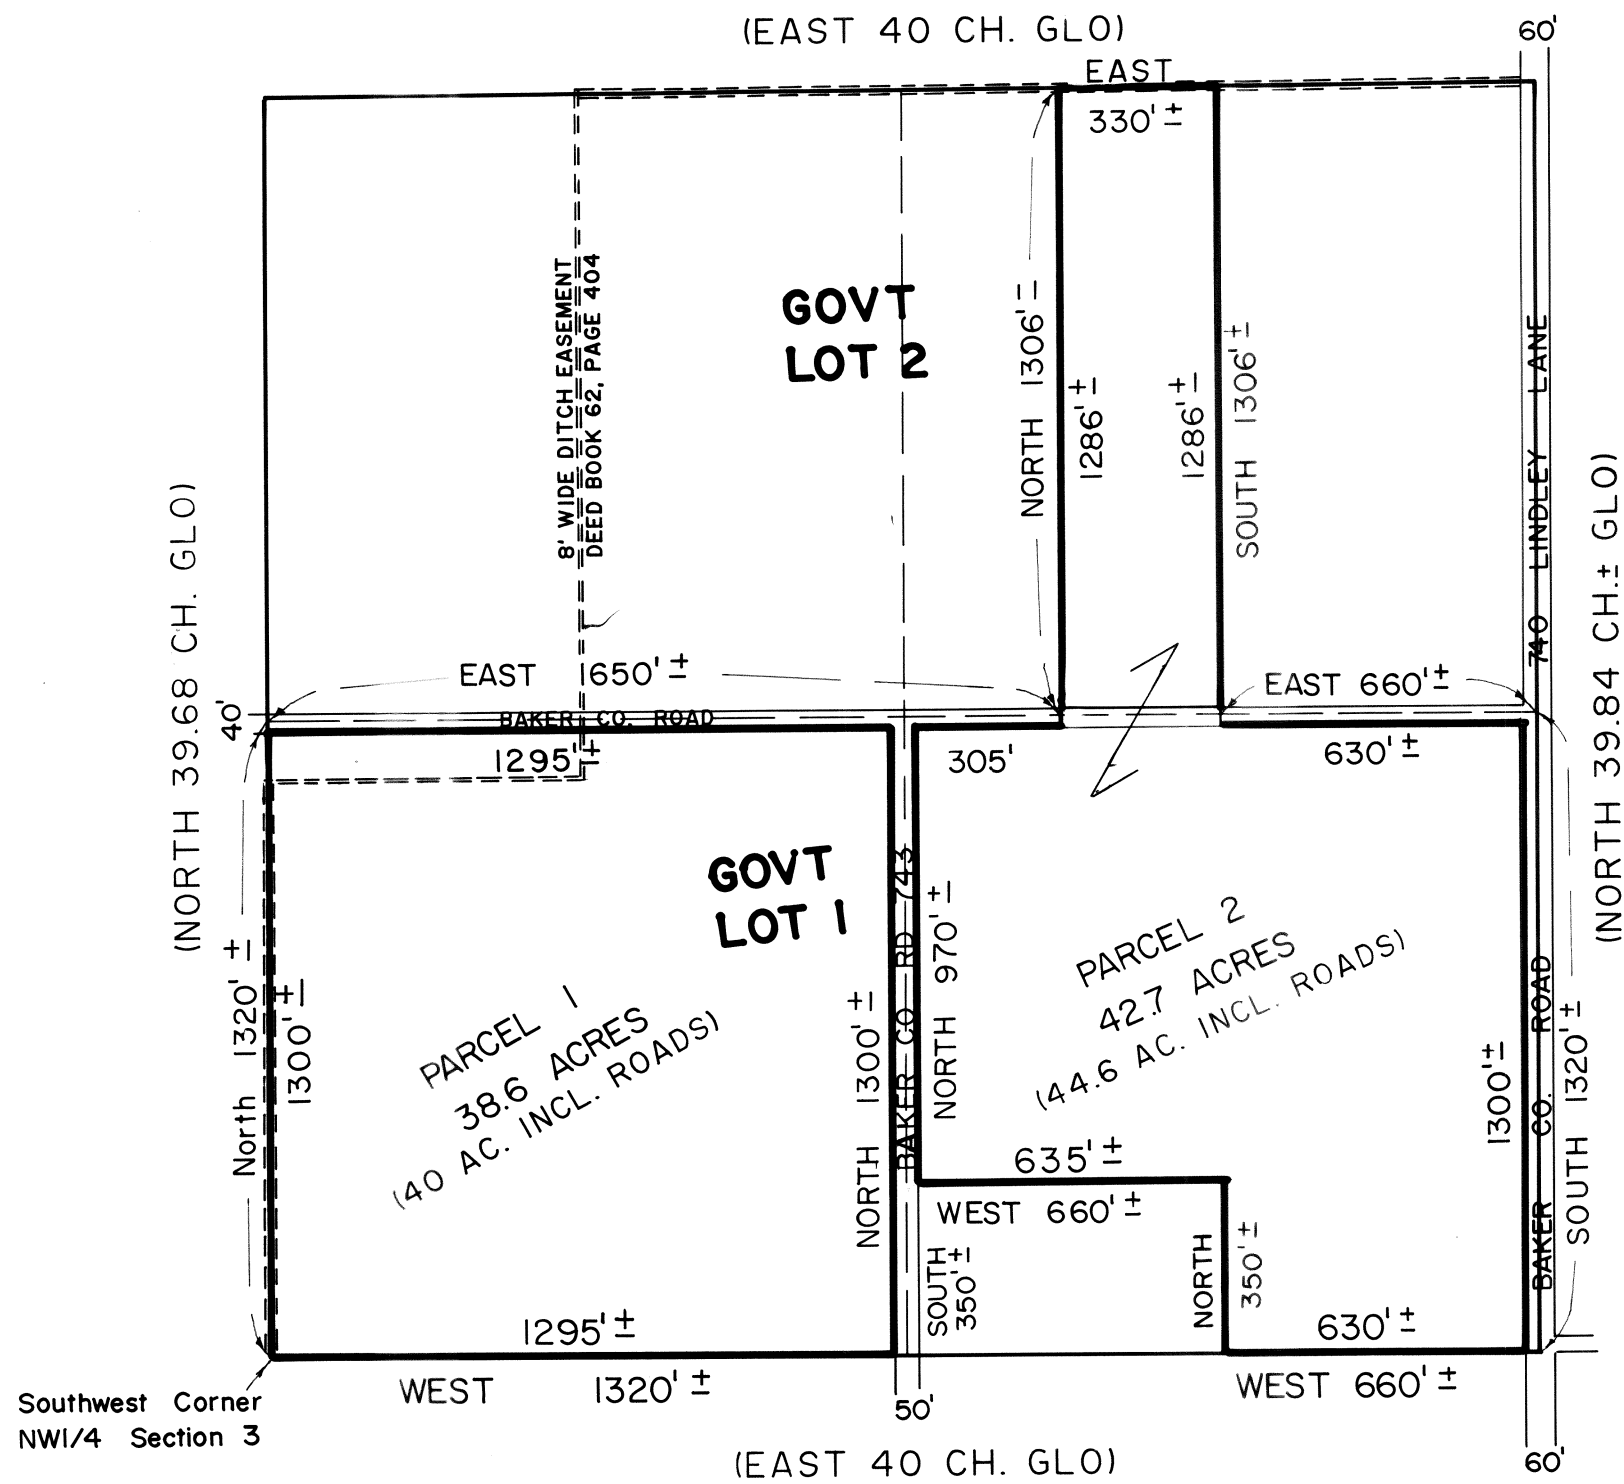 (EAST 40 CH. GLO)
60'
EAST
330'±
GOVT
LOT 2
8' WIDE DITCH EASEMENT
DEED BOOK 62, PAGE 404
NORTH 1306'±
1286'±
1286'±
SOUTH 1306'±
740 LINDLEY LANE
(NORTH 39.68 CH. GLO)
(NORTH 39.84 CH.± GLO)
EAST 1650'±
EAST 660'±
40'
BAKER CO. ROAD
1295'±
305'
630'±
GOVT
LOT 1
BAKER CO RD 743
NORTH 970'±
PARCEL 2
42.7 ACRES
(44.6 AC. INCL. ROADS)
North 1320'±
1300'±
PARCEL 1
38.6 ACRES
(40 AC. INCL. ROADS)
NORTH 1300'±
1300'±
BAKER CO. ROAD
SOUTH 1320'±
635'±
WEST 660'±
SOUTH
350'±
NORTH
350'±
1295'±
630'±
WEST 1320'±
WEST 660'±
Southwest Corner
NW1/4 Section 3
50'
(EAST 40 CH. GLO)
60'